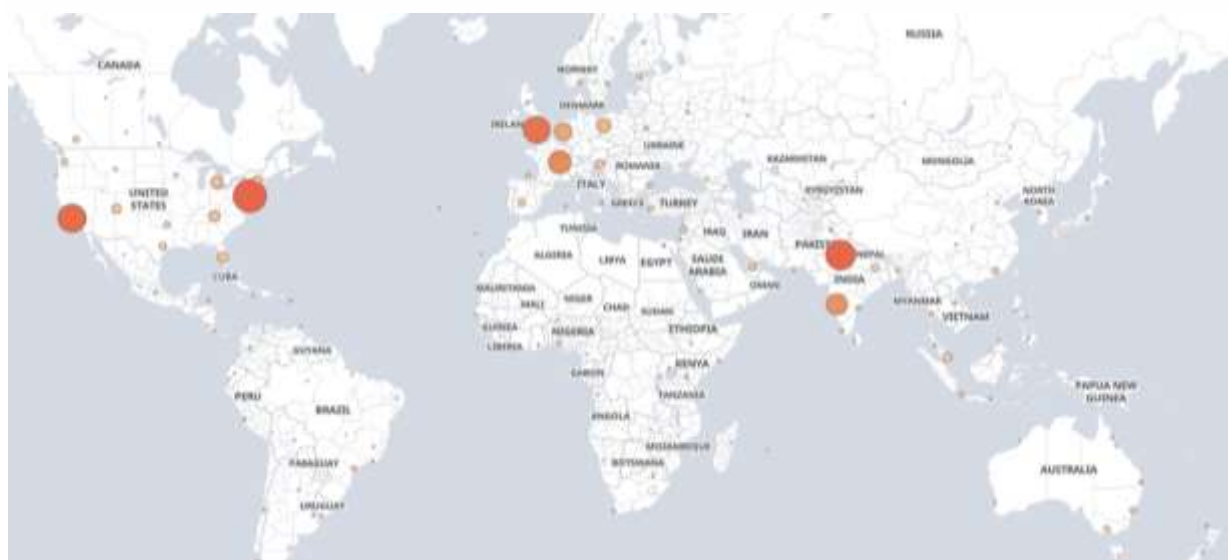 RUSSIA
CANADA
NORWAY
DENMARK
IRELAN
UKRAINE
KAZAKHSTAN
MONGOLIA
ROMANIA
ITALY
KYRGYZSTAN
UNITED
STATES
NORTH
KOREA
GREECE
TURKEY
TUNISIA
IRAQ
IRAN
PAKIST
NEPAL
ALGERIA
LIBYA
EGYPT
SAUDI
ARABIA
CUBA
OMAN
INDIA
MAURITANIA
MALI
NIGER
CHAD
SUDAN
MYANMAR
VIETNAM
GUINEA
NIGERIA
ETHIOPIA
LIBERIA
GUYANA
GABON
KENYA
PERU
TANZANIA
PAPUA NEW
GUINEA
BRAZIL
ANGOLA
MOZAMBIQUE
PARAGUAY
BOTSWANA
AUSTRALIA
URUGUAY